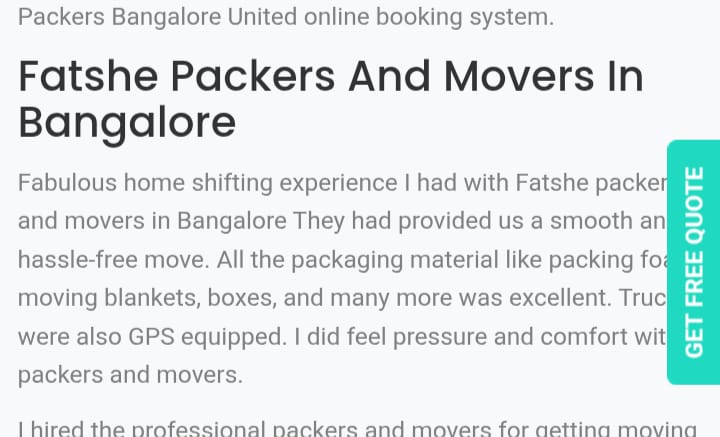 Packers Bangalore United online booking system.
Fatshe Packers And Movers In
Bangalore
Fabulous home shifting experience I had with Fatshe packer
and movers in Bangalore They had provided us a smooth an
hassle-free move. All the packaging material like packing foa
moving blankets, boxes, and many more was excellent. Truc
were also GPS equipped. I did feel pressure and comfort wit
packers and movers.
I hired the professional packers and movers for getting moving
GET FREE QUOTE